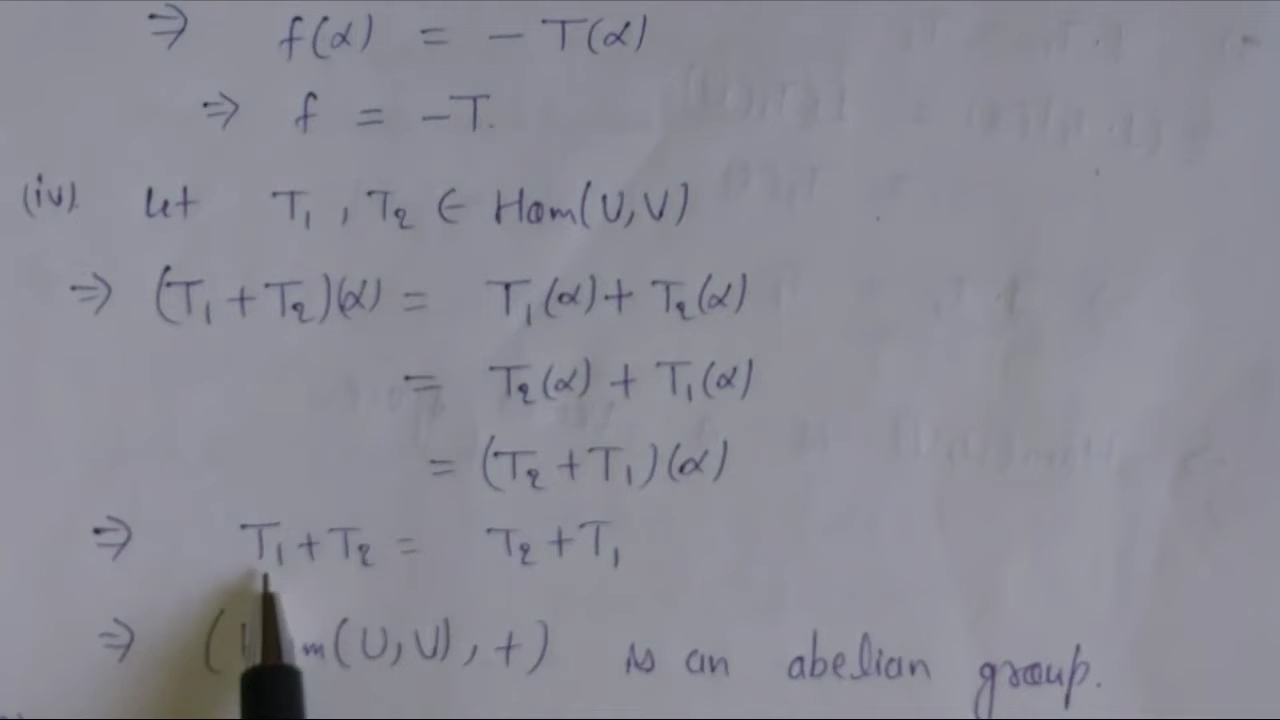 ⇒ f(α) = - T(α)
⇒ f = -T.
(iv). Let T₁, T₂ ∈ Hom(U,V)
⇒ (T₁+T₂)(α) = T₁(α)+ T₂(α)
= T₂(α) + T₁(α)
= (T₂+T₁)(α)
⇒ T₁+T₂ = T₂+T₁
⇒ (m(U,V), +) is an abelian group.